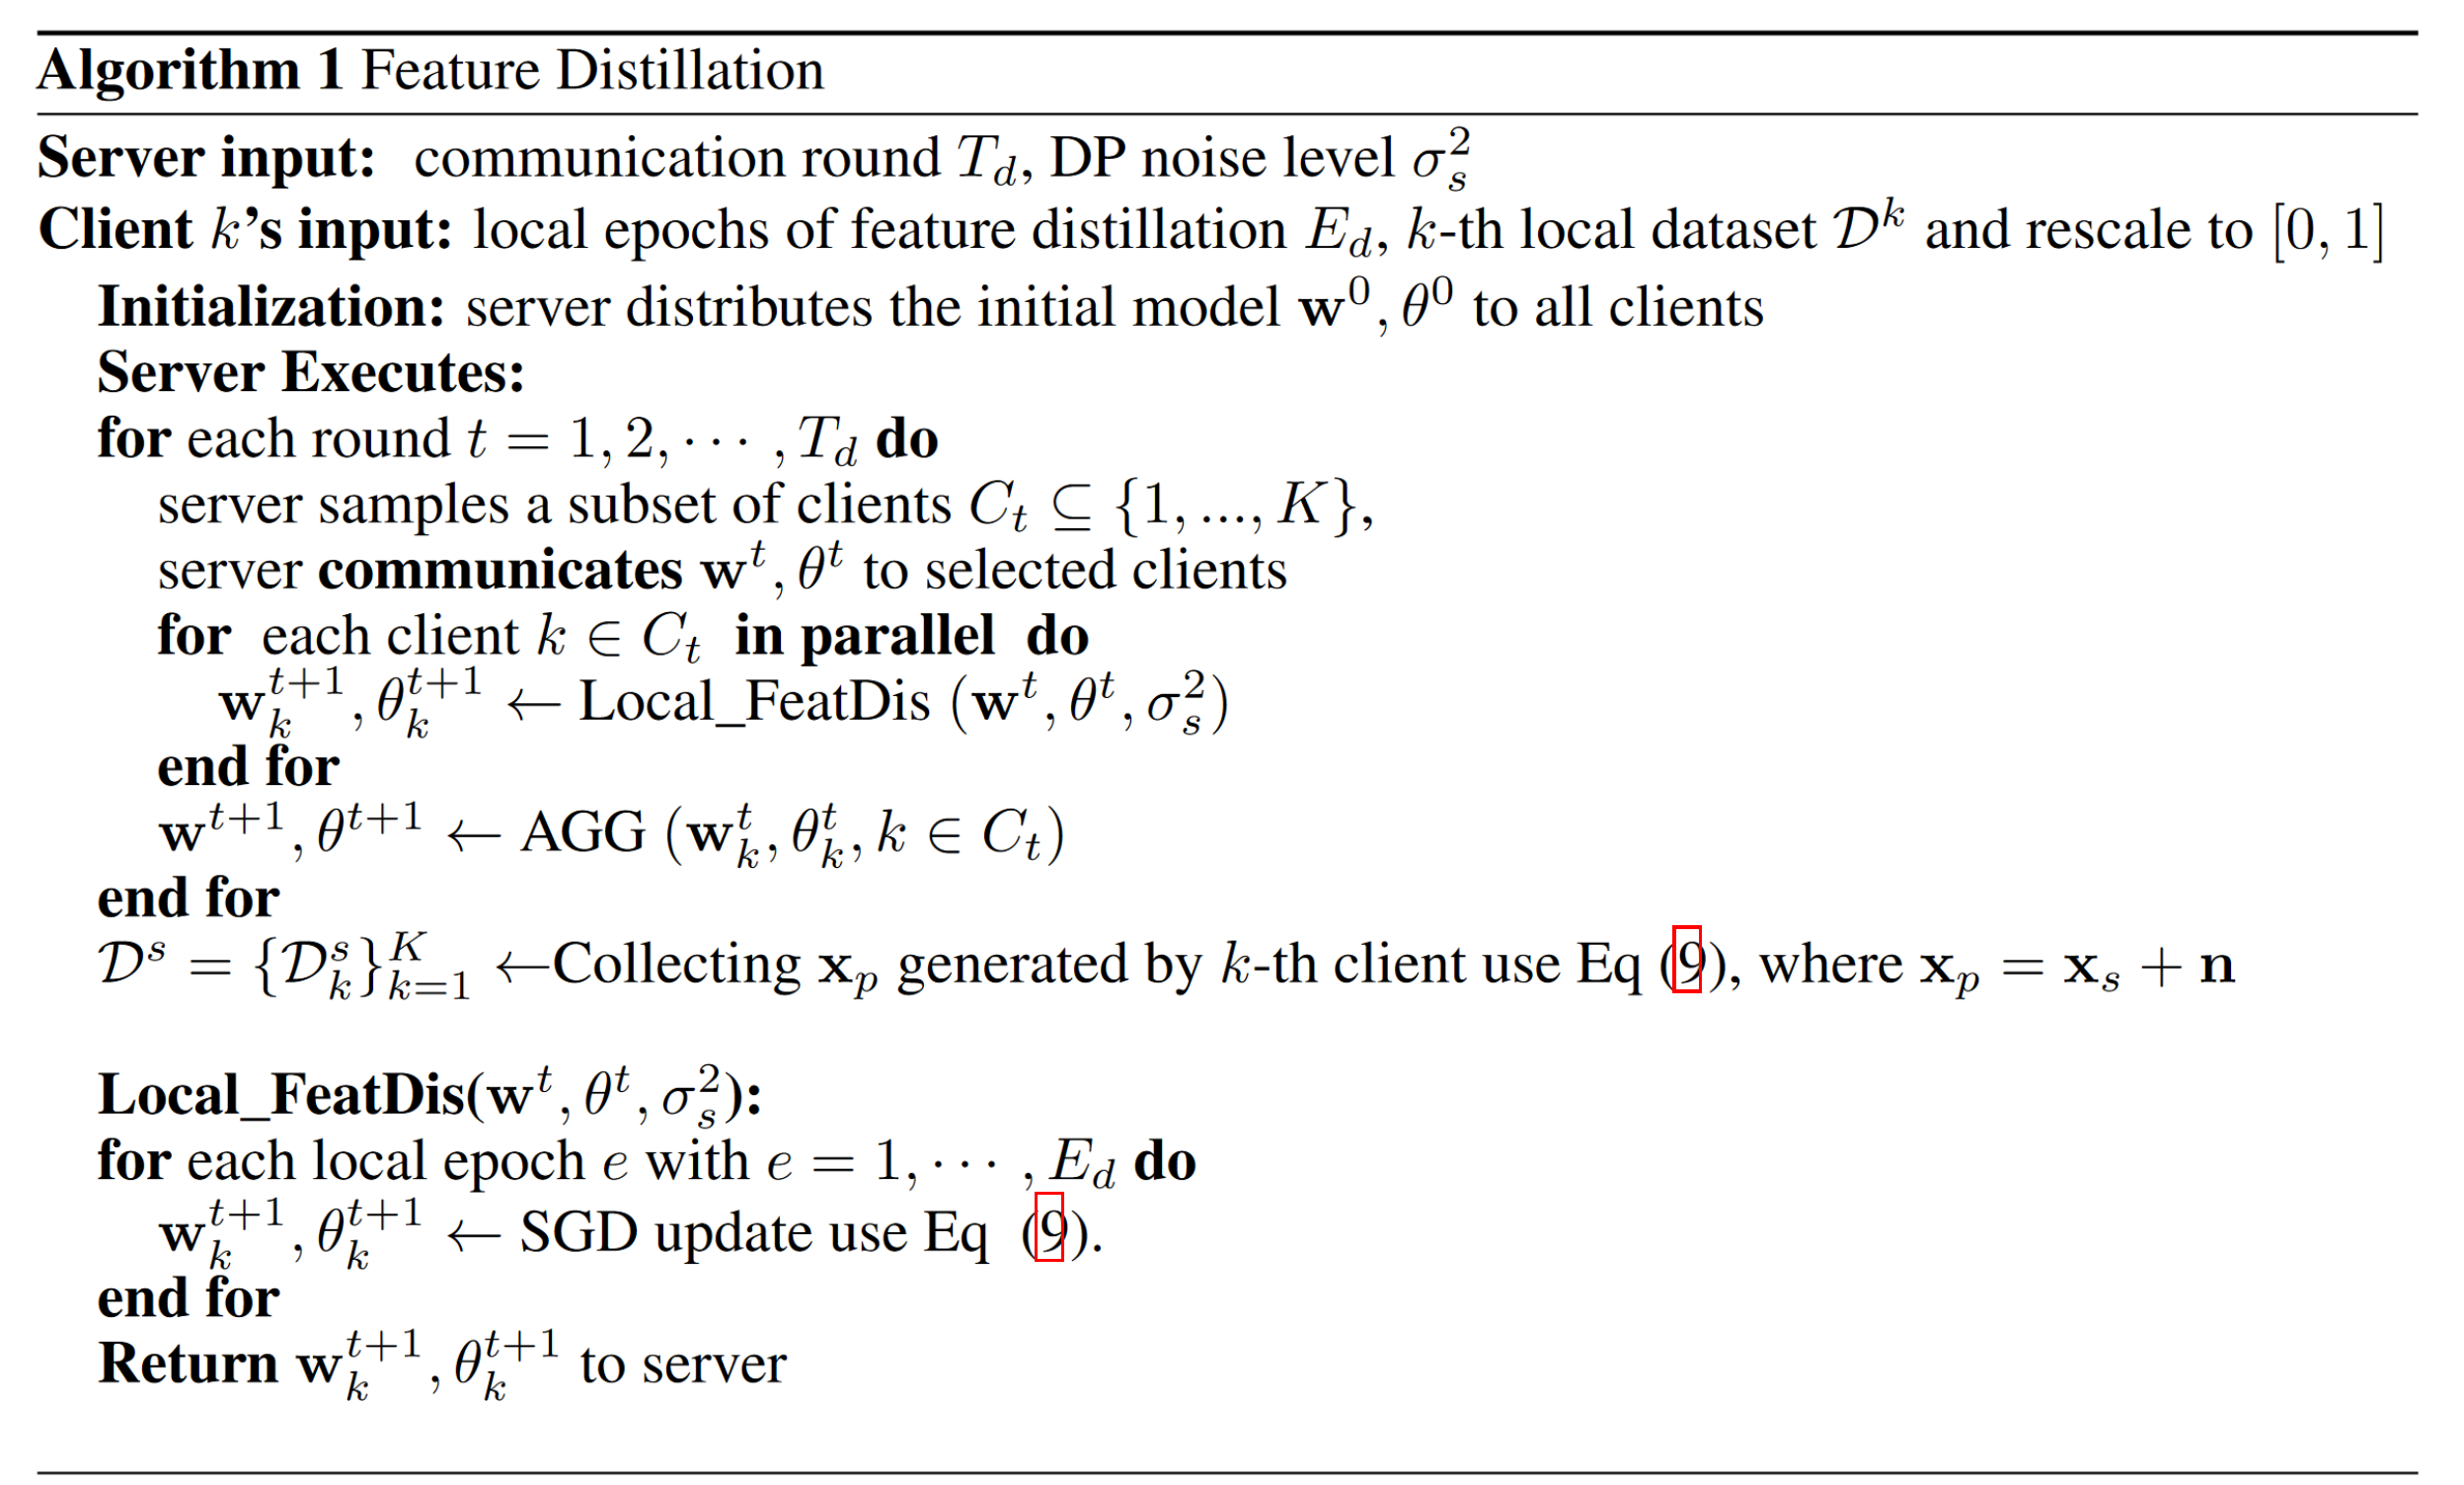 Algorithm 1 Feature Distillation
Server input: communication round $T_d$, DP noise level $\sigma_s^2$
Client $k$'s input: local epochs of feature distillation $E_d$, $k$-th local dataset $\mathcal{D}^k$ and rescale to $[0, 1]$
Initialization: server distributes the initial model $\mathbf{w}^0, \theta^0$ to all clients
Server Executes:
for each round $t = 1, 2, \cdots, T_d$ do
server samples a subset of clients $C_t \subseteq \{1, ..., K\}$,
server communicates $\mathbf{w}^t, \theta^t$ to selected clients
for each client $k \in C_t$ in parallel do
$\mathbf{w}_k^{t+1}, \theta_k^{t+1} \leftarrow$ Local_FeatDis $(\mathbf{w}^t, \theta^t, \sigma_s^2)$
end for
$\mathbf{w}^{t+1}, \theta^{t+1} \leftarrow$ AGG $(\mathbf{w}_k^t, \theta_k^t, k \in C_t)$
end for
$\mathcal{D}^s = \{\mathcal{D}_k^s\}_{k=1}^K \leftarrow$Collecting $\mathbf{x}_p$ generated by $k$-th client use Eq (9), where $\mathbf{x}_p = \mathbf{x}_s + \mathbf{n}$
Local_FeatDis($\mathbf{w}^t, \theta^t, \sigma_s^2$):
for each local epoch $e$ with $e = 1, \cdots, E_d$ do
$\mathbf{w}_k^{t+1}, \theta_k^{t+1} \leftarrow$ SGD update use Eq (9).
end for
Return $\mathbf{w}_k^{t+1}, \theta_k^{t+1}$ to server